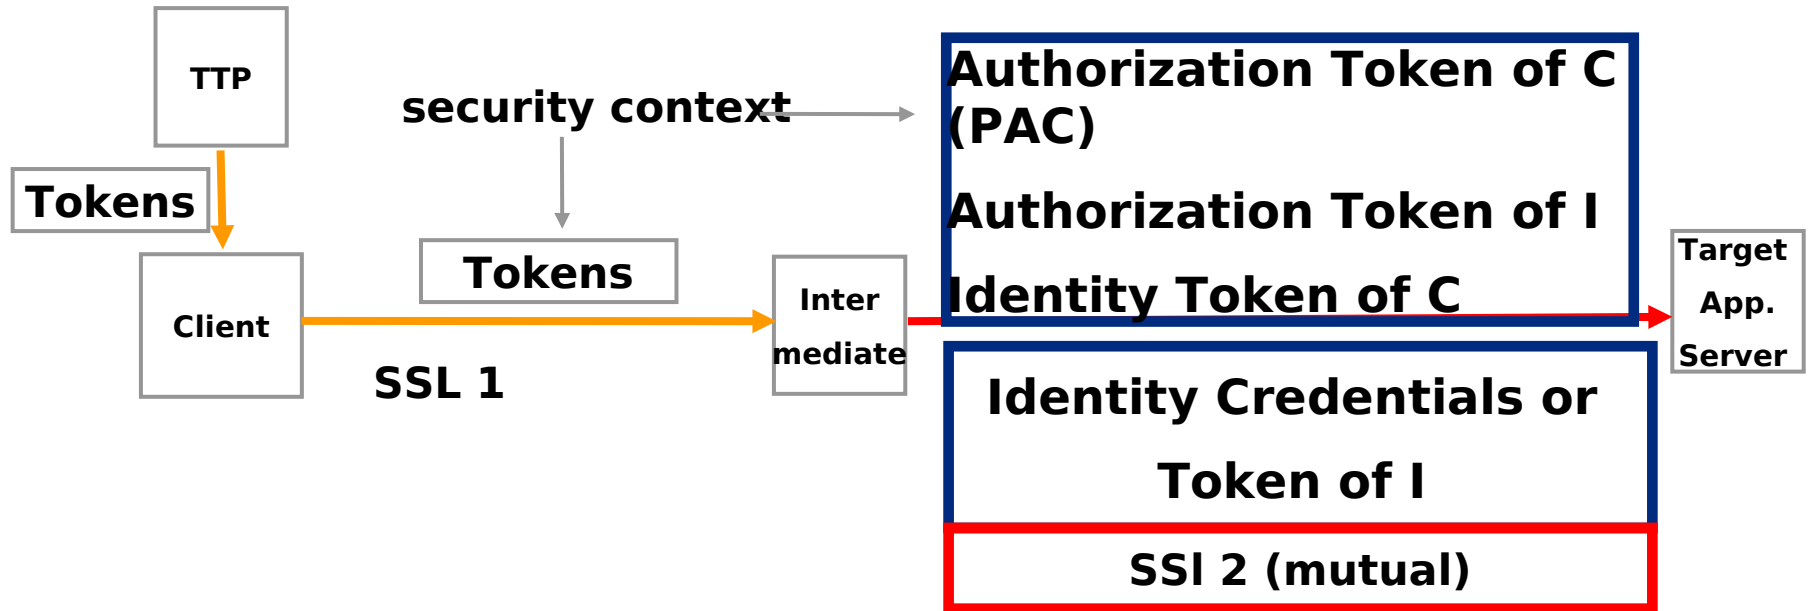 TTP
Tokens
Client
security context
Tokens
SSL 1
Inter
mediate
Authorization Token of C
(PAC)
Authorization Token of I
Identity Token of C
Identity Credentials or
Token of I
SSl 2 (mutual)
Target
App.
Server